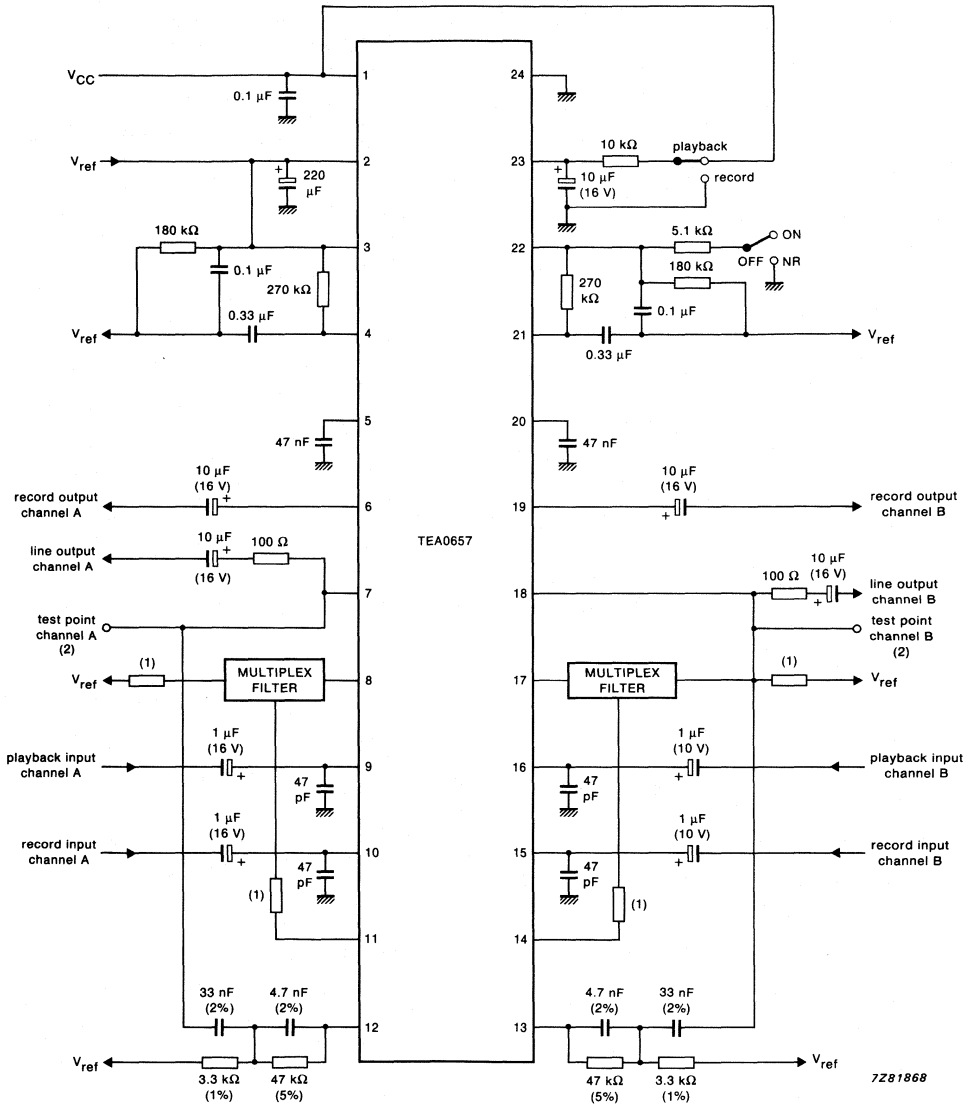 V_CC
1
24
0.1 µF
V_ref
2
23
10 kΩ
playback
+
220
µF
+
10 µF
(16 V)
record
180 kΩ
3
22
5.1 kΩ
ON
OFF
NR
0.1 µF
270 kΩ
270
kΩ
180 kΩ
0.1 µF
0.33 µF
V_ref
4
21
0.33 µF
V_ref
5
20
47 nF
47 nF
10 µF
(16 V)
+
record output
channel A
6
19
10 µF
(16 V)
+
record output
channel B
TEA0657
10 µF
+
(16 V)
100 Ω
line output
channel A
7
18
100 Ω
10 µF
(16 V)
+
line output
channel B
test point
channel A
(2)
test point
channel B
(2)
(1)
V_ref
MULTIPLEX
FILTER
8
17
MULTIPLEX
FILTER
(1)
V_ref
1 µF
(16 V)
+
playback input
channel A
9
47
pF
16
47
pF
1 µF
(10 V)
+
playback input
channel B
1 µF
(16 V)
+
record input
channel A
10
47
pF
15
47
pF
1 µF
(10 V)
+
record input
channel B
(1)
(1)
11
14
33 nF
(2%)
4.7 nF
(2%)
12
13
4.7 nF
(2%)
33 nF
(2%)
V_ref
3.3 kΩ
(1%)
47 kΩ
(5%)
47 kΩ
(5%)
3.3 kΩ
(1%)
V_ref
7Z81868